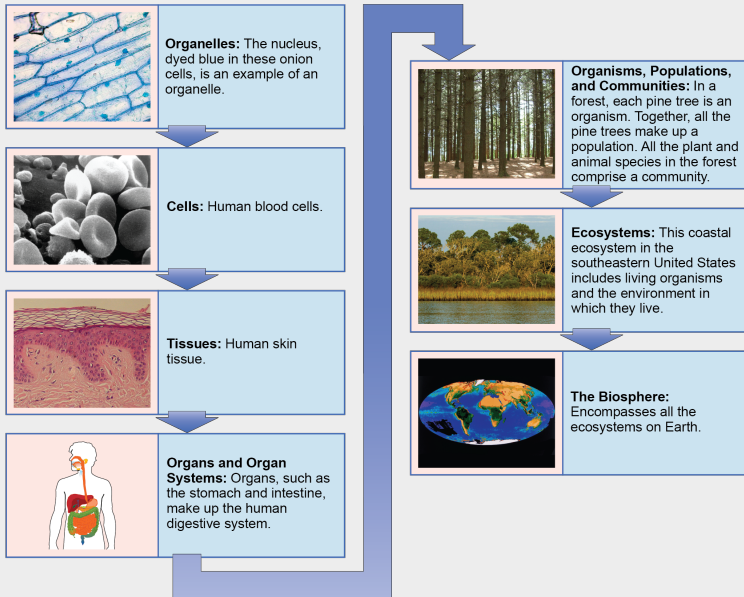 Organelles: The nucleus,
dyed blue in these onion
cells, is an example of an
organelle.
Cells: Human blood cells.
Tissues: Human skin
tissue.
Organs and Organ
Systems: Organs, such as
the stomach and intestine,
make up the human
digestive system.
Organisms, Populations,
and Communities: In a
forest, each pine tree is an
organism. Together, all the
pine trees make up a
population. All the plant and
animal species in the forest
comprise a community.
Ecosystems: This coastal
ecosystem in the
southeastern United States
includes living organisms
and the environment in
which they live.
The Biosphere:
Encompasses all the
ecosystems on Earth.